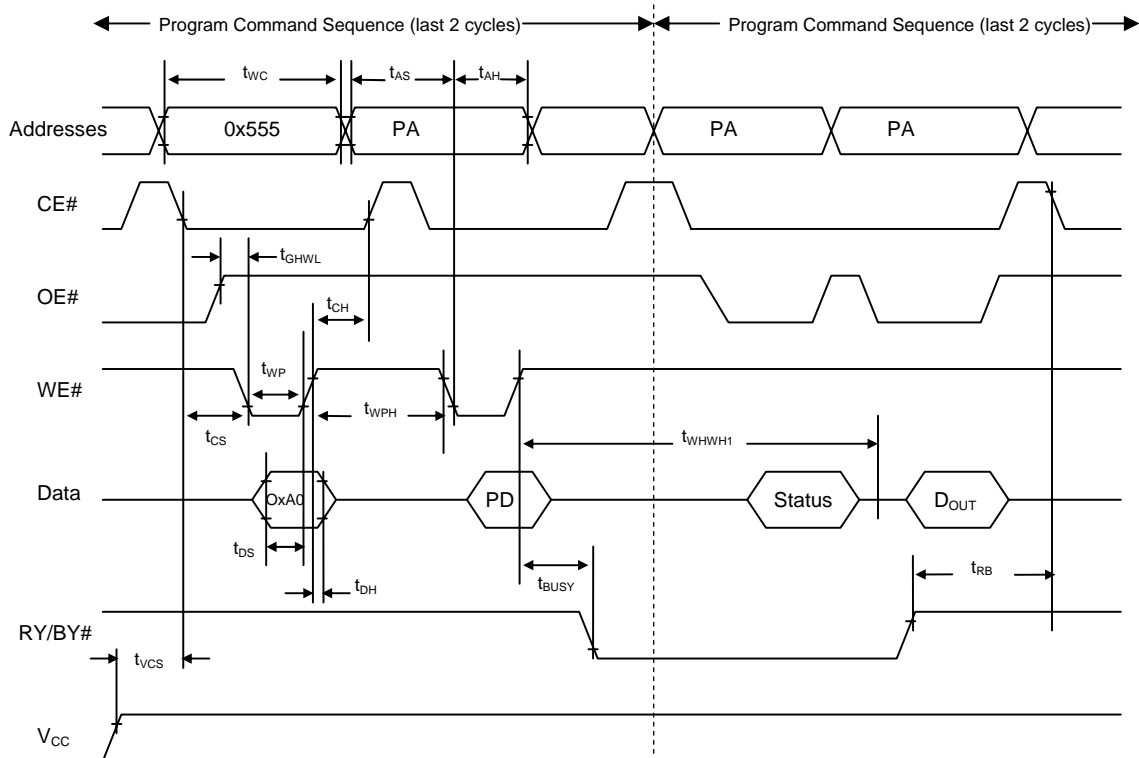 Program Command Sequence (last 2 cycles) Program Command Sequence (last 2 cycles)
tWC tAS tAH
Addresses 0x555 PA PA PA
CE#
tGHWL
OE#
tCH
tWP
WE#
tWPH
tCS tWHWH1
Data OxA0 PD Status DOUT
tDS tDH tBUSY tRB
RY/BY#
tVCS
VCC